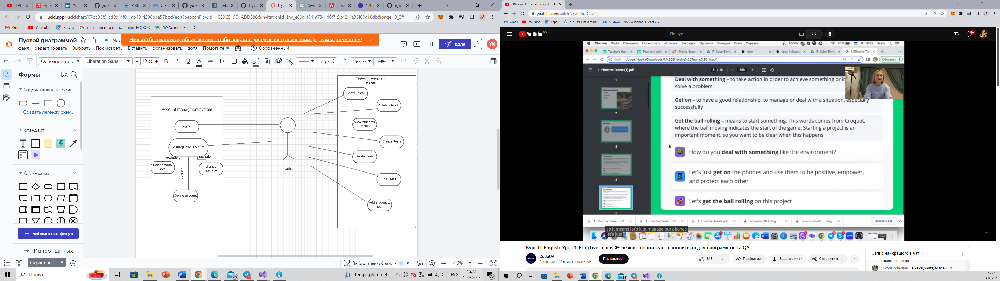 (19) |
Appl
Yurii
yurkk
Pollin
Cred
yurkk
meta
TryCa
Пуст
New
Opra
170
rgwo
lucid.app/lucidchart/07ba93f9-ad9d-4f01-ab49-4298b1a57bbd/edit?beaconFlowId=1039CE19D1ADD586&invitationId=inv_e69a1f34-a734-40f7-9b42-4a33f00a18db&page=0_0#
Gmail
YouTube
Карти
визначні пам ятки...
MOBOX
W3Schools React Q...
Пустой диаграммой
Чер
Начните бесплатную пробную версию, чтобы получить доступ к неограниченным формам и документам!
файл
редактировать
Выбрать
Посмотреть
Вставить
организовать
доля
Помогите
Сохраненный
доля
YK
Основной те...
Liberation Sans
10 pt
2 px
Никто
Формы
Задействованные фиг...
Создать легенду схемы
стандарт
блок-схема
Библиотека фигур
Импорт данных
Account managment system
Log out
Manage own account
exclude
exclude
exclude
Edit personal
info
change
password
Delete account
Teacher
Testing managment
system
View Tests
Search Tests
View students
result
Create Tests
Delete Tests
Edit Tests
Add student to
test
Страница 1
Выбранные объекты 0
46%
Пошук
28
Temps plummet
ENG
15:27
14.03.2023
22
(19) Курс IT English. Урок 1.
youtube.com/watch?v=Je17azQJRyk
Gmail
YouTube
Карти
визначні пам ятки...
MOBOX
W3Schools React Q...
YouTube UA
Пошук
9+
Chrome
Файл
Изменить
Посмотреть
История
Закладки
Профили
Вкладка
Окно
Справка
zoom
93 %
Вт 18:27
Nasty
Teacher's dash
Teacher's dash
! Marina Superv
IT. CyberBionic
Крок
Крок 1 Медици
IT. CyberBionic
1. Effective Tea
Файл | /Users/Nastia/Downloads/1.%20Effective%20Teams%20(1).pdf
Обновить
1. Effective Teams (1).pdf
5 / 18
85%
1
2
3
4
5
Deal with something – to take action in order to achieve something or in
solve a problem
Get on – to have a good relationship, to manage or deal with a situation, especially
successfully
Get the ball rolling – means to start something. This words comes from Croquet,
where the ball moving indicates the start of the game. Starting a project is an
important moment, so you want to be clear when this happens
How do you deal with something like the environment?
Let's just get on the phones and use them to be positive, empower,
and protect each other
Let's get the ball rolling on this project
1. Effective Team....pdf
1. Effective Team....pdf
1. Effective Teams.pdf
obs-mac-26.1.dmg
obs-studio-28.....dmg
Показать все
so it means let's just manage our phones
let's just
code ua
Курс IT English. Урок 1. Effective Teams ➤ Безкоштовний курс з англійської для програмістів та QA
CodeUA
Підписалося 19,6 тис. користувачів
Підписатися
813
Поділитися
Завантажити
Створити кліп
Запис найкращого в чаті
courseLet's go on
Антон Кузнєцов Та не слухайте, то все ІПСО
28
15:27
14.03.2023